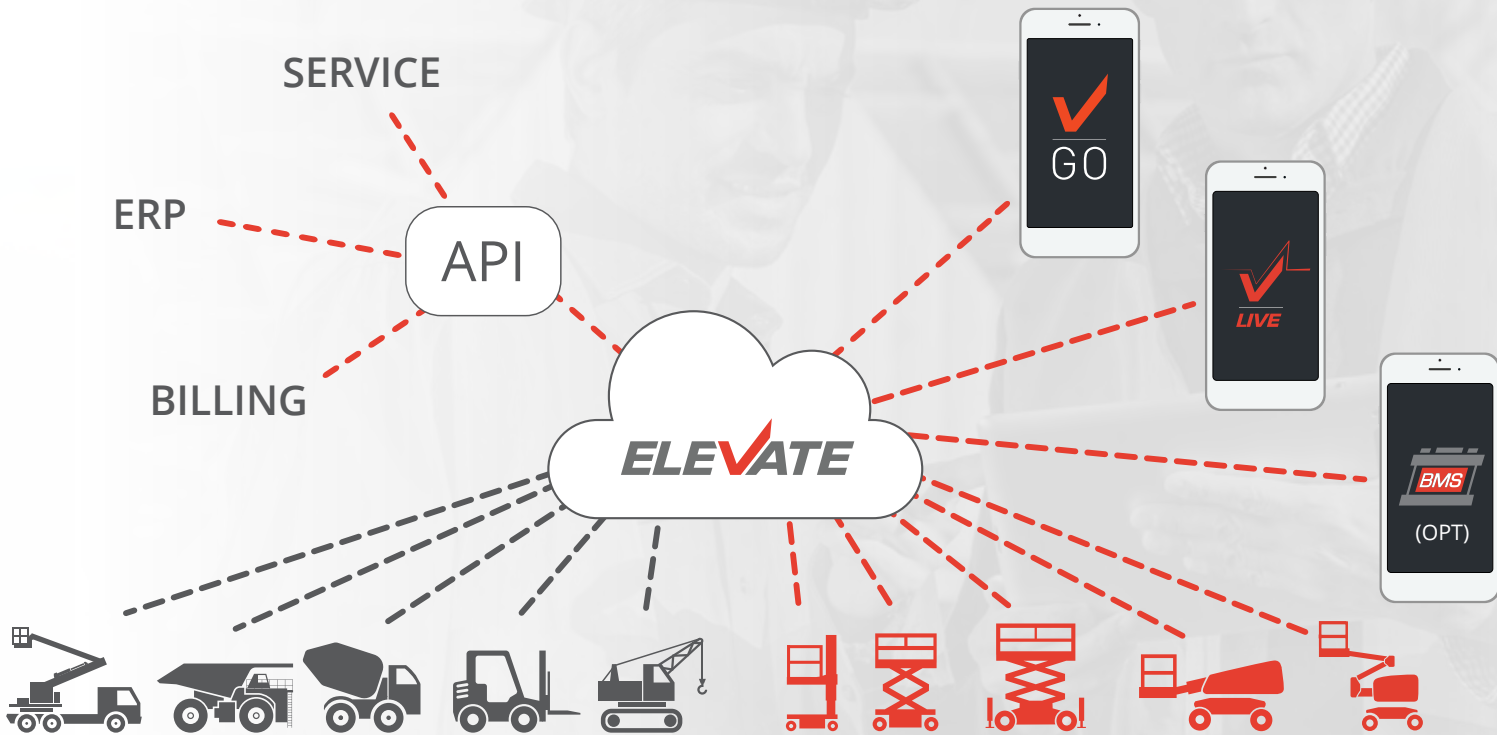 SERVICE
ERP
API
BILLING
ELEVATE
GO
LIVE
BMS
(OPT)